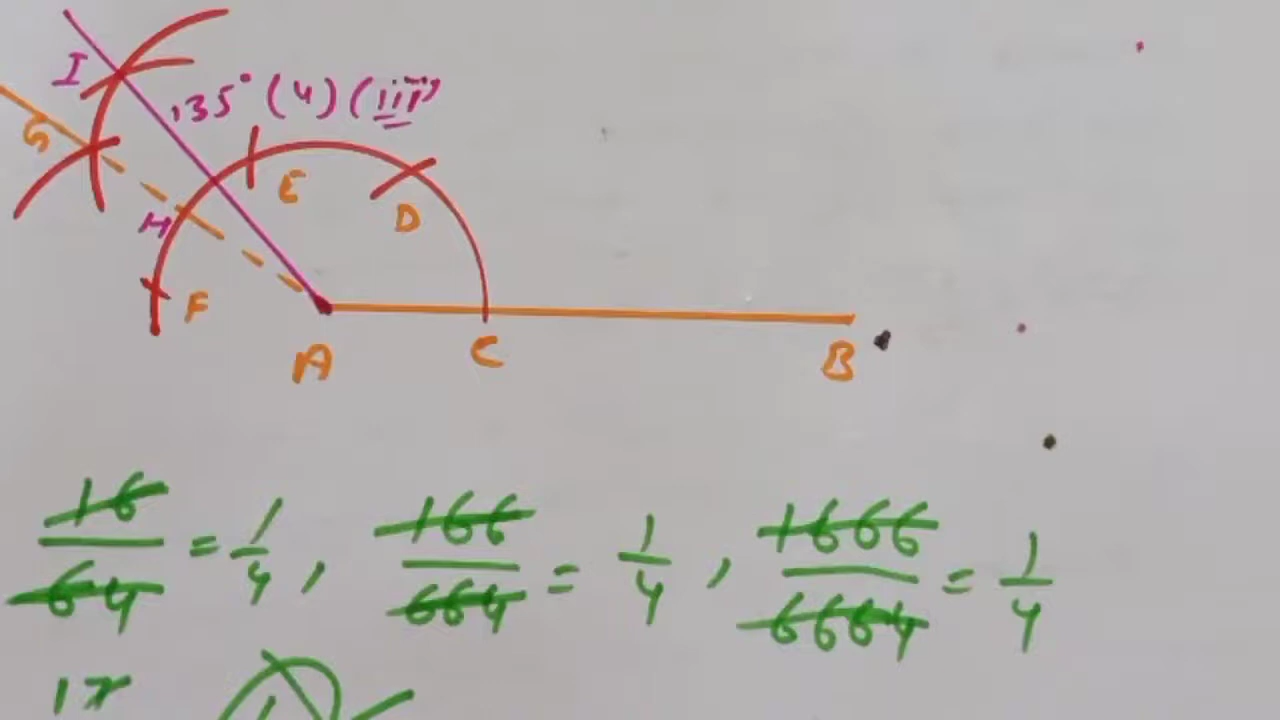 I
135° (4) (iii)
G
E
H
D
F
A C B
16/64 = 1/4 , 166/664 = 1/4 , 1666/6664 = 1/4